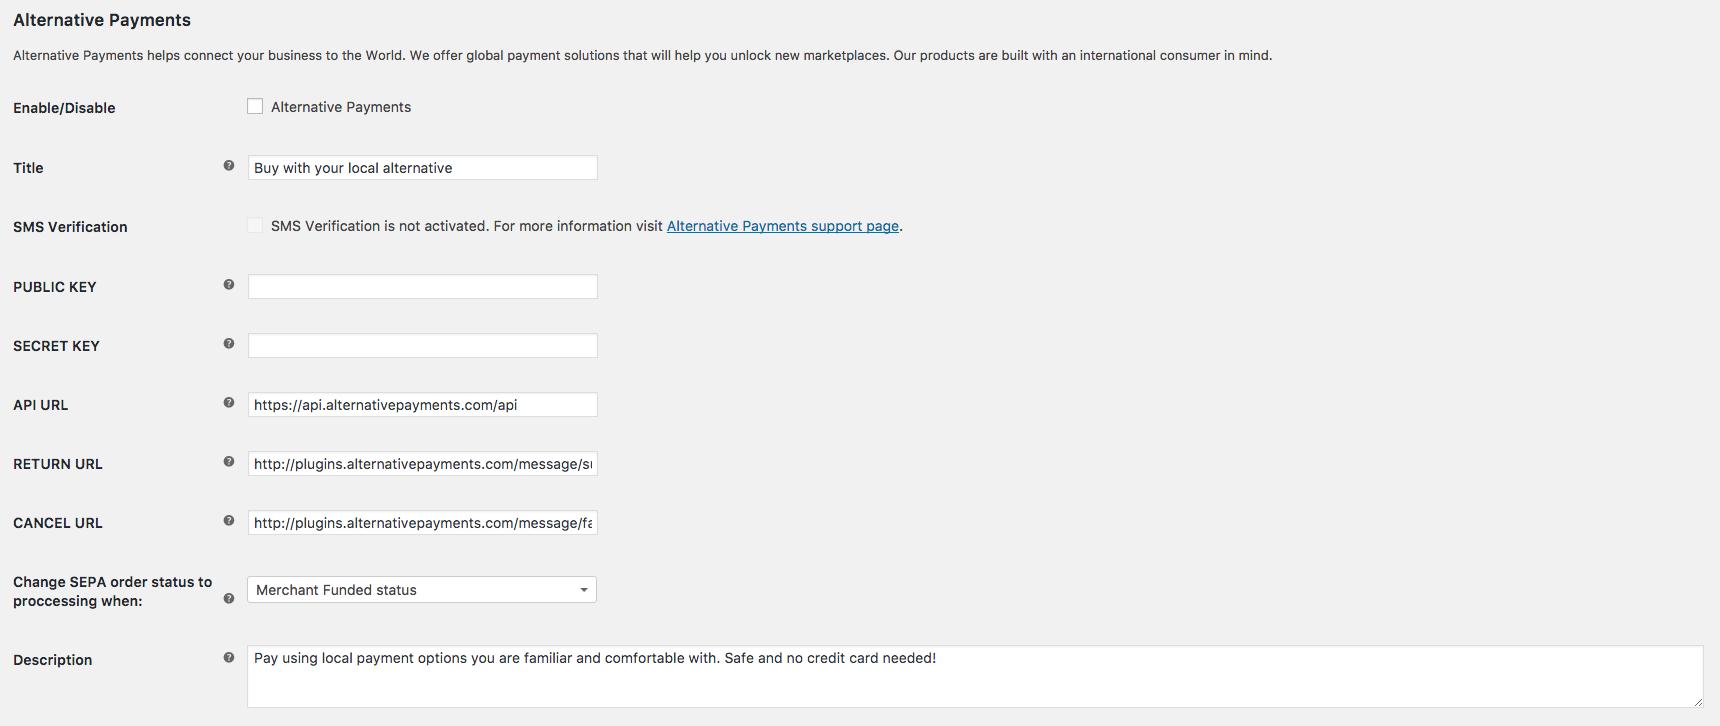 Alternative Payments
Alternative Payments helps connect your business to the World. We offer global payment solutions that will help you unlock new marketplaces. Our products are built with an international consumer in mind.
Enable/Disable Alternative Payments
Title Buy with your local alternative
SMS Verification SMS Verification is not activated. For more information visit Alternative Payments support page.
PUBLIC KEY
SECRET KEY
API URL https://api.alternativepayments.com/api
RETURN URL http://plugins.alternativepayments.com/message/su
CANCEL URL http://plugins.alternativepayments.com/message/fa
Change SEPA order status to
proccessing when: Merchant Funded status
Description Pay using local payment options you are familiar and comfortable with. Safe and no credit card needed!